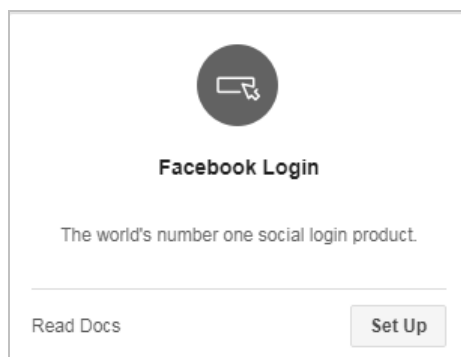 Facebook Login
The world's number one social login product.
Read Docs
Set Up